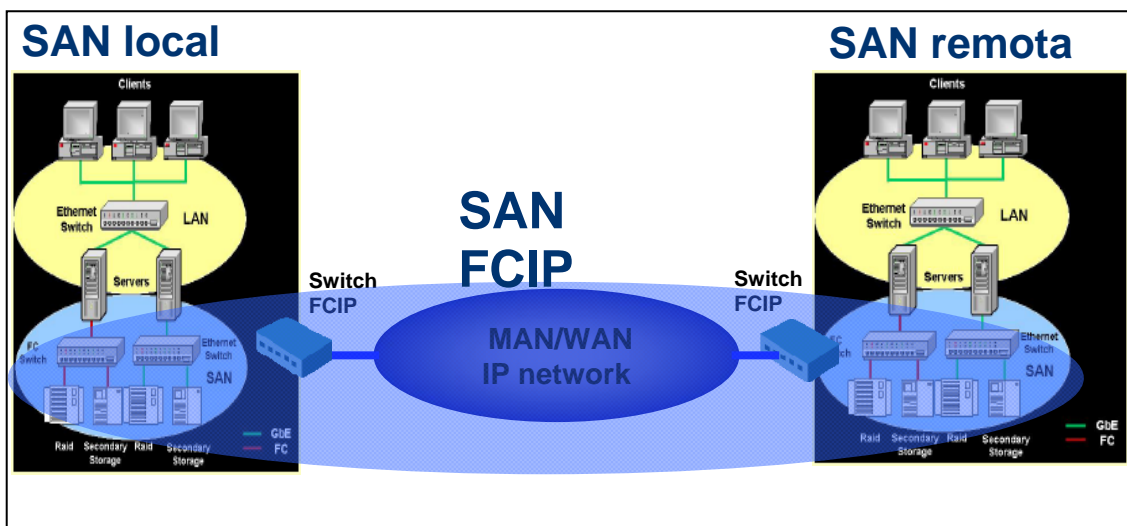 SAN local
SAN remota
Clients
Ethernet
Switch
LAN
Servers
FC
Switch
Ethernet
Switch
SAN
Raid
Secondary
Storage
Raid
Secondary
Storage
GbE
FC
Switch
FCIP
SAN
FCIP
MAN/WAN
IP network
Switch
FCIP
Clients
Ethernet
Switch
LAN
Servers
FC
Switch
Ethernet
Switch
SAN
Raid
Secondary
Storage
Raid
Secondary
Storage
GbE
FC